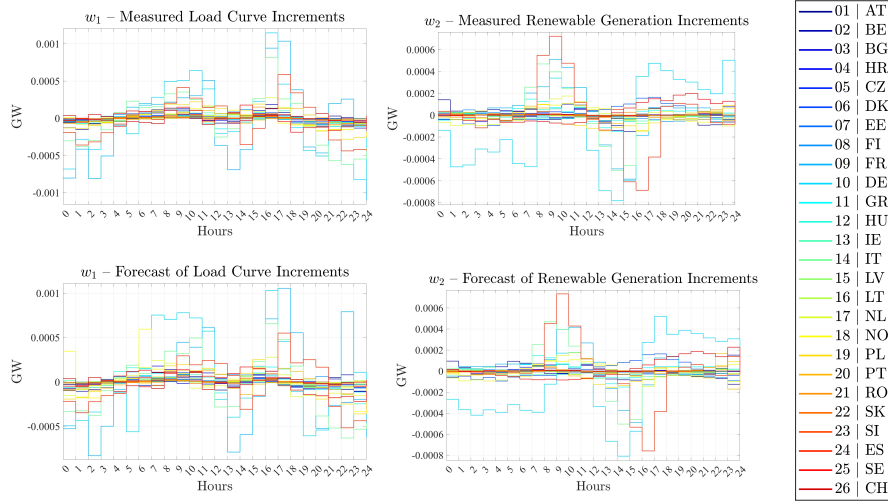 w₁ – Measured Load Curve Increments
0.001
0.0005
0
-0.0005
-0.001
GW
0 1 2 3 4 5 6 7 8 9 10 11 12 13 14 15 16 17 18 19 20 21 22 23 24
Hours
w₂ – Measured Renewable Generation Increments
0.0006
0.0004
0.0002
0
-0.0002
-0.0004
-0.0006
-0.0008
GW
0 1 2 3 4 5 6 7 8 9 10 11 12 13 14 15 16 17 18 19 20 21 22 23 24
Hours
w₁ – Forecast of Load Curve Increments
0.001
0.0005
0
-0.0005
GW
0 1 2 3 4 5 6 7 8 9 10 11 12 13 14 15 16 17 18 19 20 21 22 23 24
Hours
w₂ – Forecast of Renewable Generation Increments
0.0006
0.0004
0.0002
0
-0.0002
-0.0004
-0.0006
-0.0008
GW
0 1 2 3 4 5 6 7 8 9 10 11 12 13 14 15 16 17 18 19 20 21 22 23 24
Hours
01 | AT
02 | BE
03 | BG
04 | HR
05 | CZ
06 | DK
07 | EE
08 | FI
09 | FR
10 | DE
11 | GR
12 | HU
13 | IE
14 | IT
15 | LV
16 | LT
17 | NL
18 | NO
19 | PL
20 | PT
21 | RO
22 | SK
23 | SI
24 | ES
25 | SE
26 | CH